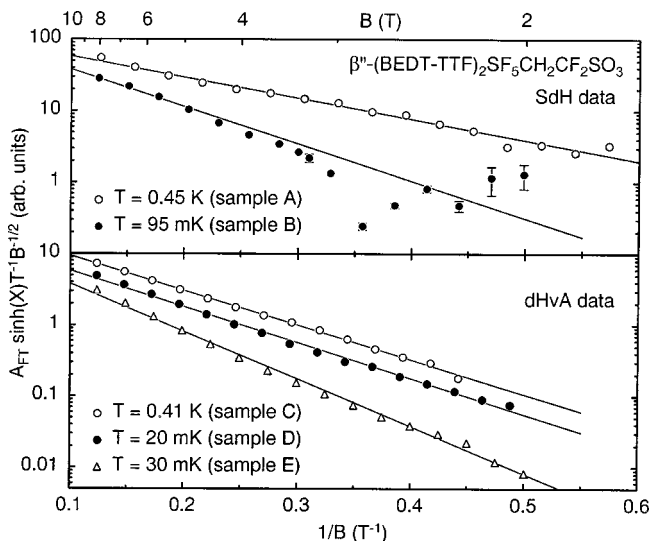 10 8 6 4 B (T) 2
100
β"-(BEDT-TTF)₂SF₅CH₂CF₂SO₃
SdH data
10
1
T = 0.45 K (sample A)
T = 95 mK (sample B)
A_FT sinh(X)T⁻¹B⁻¹/² (arb. units)
10
dHvA data
1
0.1
T = 0.41 K (sample C)
T = 20 mK (sample D)
T = 30 mK (sample E)
0.01
0.1 0.2 0.3 0.4 0.5 0.6
1/B (T⁻¹)